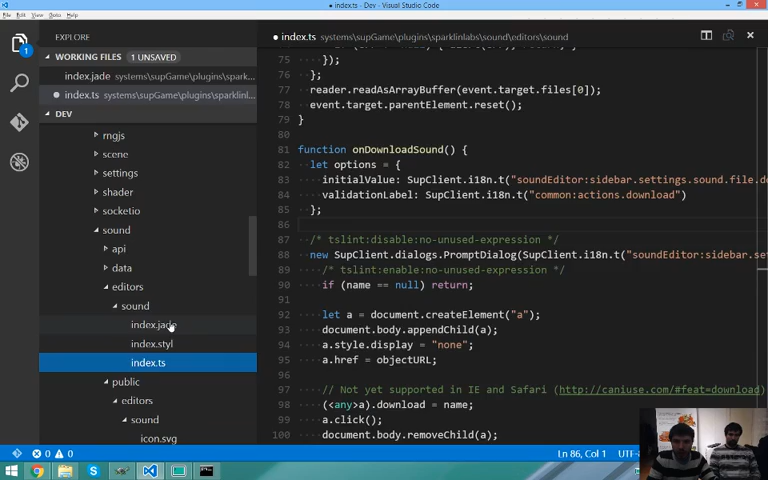 index.ts - Dev - Visual Studio Code
File Edit View Goto Help
EXPLORE
WORKING FILES 1 UNSAVED
index.jade systems\supGame\plugins\spark...
index.ts systems\supGame\plugins\sparklinl...
DEV
rngjs
scene
settings
shader
socketio
sound
api
data
editors
sound
index.jade
index.styl
index.ts
public
editors
sound
icon.svg
index.ts systems\supGame\plugins\sparklinlabs\sound\editors\sound
75 });
76 };
77 reader.readAsArrayBuffer(event.target.files[0]);
78 event.target.parentElement.reset();
79 }
80
81 function onDownloadSound() {
82 let options = {
83 initialValue: SupClient.i18n.t("soundEditor:sidebar.settings.sound.file.do
84 validationLabel: SupClient.i18n.t("common:actions.download")
85 };
86
87 /* tslint:disable:no-unused-expression */
88 new SupClient.dialogs.PromptDialog(SupClient.i18n.t("soundEditor:sidebar.set
89 /* tslint:enable:no-unused-expression */
90 if (name == null) return;
91
92 let a = document.createElement("a");
93 document.body.appendChild(a);
94 a.style.display = "none";
95 a.href = objectURL;
96
97 // Not yet supported in IE and Safari (http://caniuse.com/#feat=download)
98 (<any>a).download = name;
99 a.click();
100 document.body.removeChild(a);
0 0
Ln 86, Col 1 UTF-8